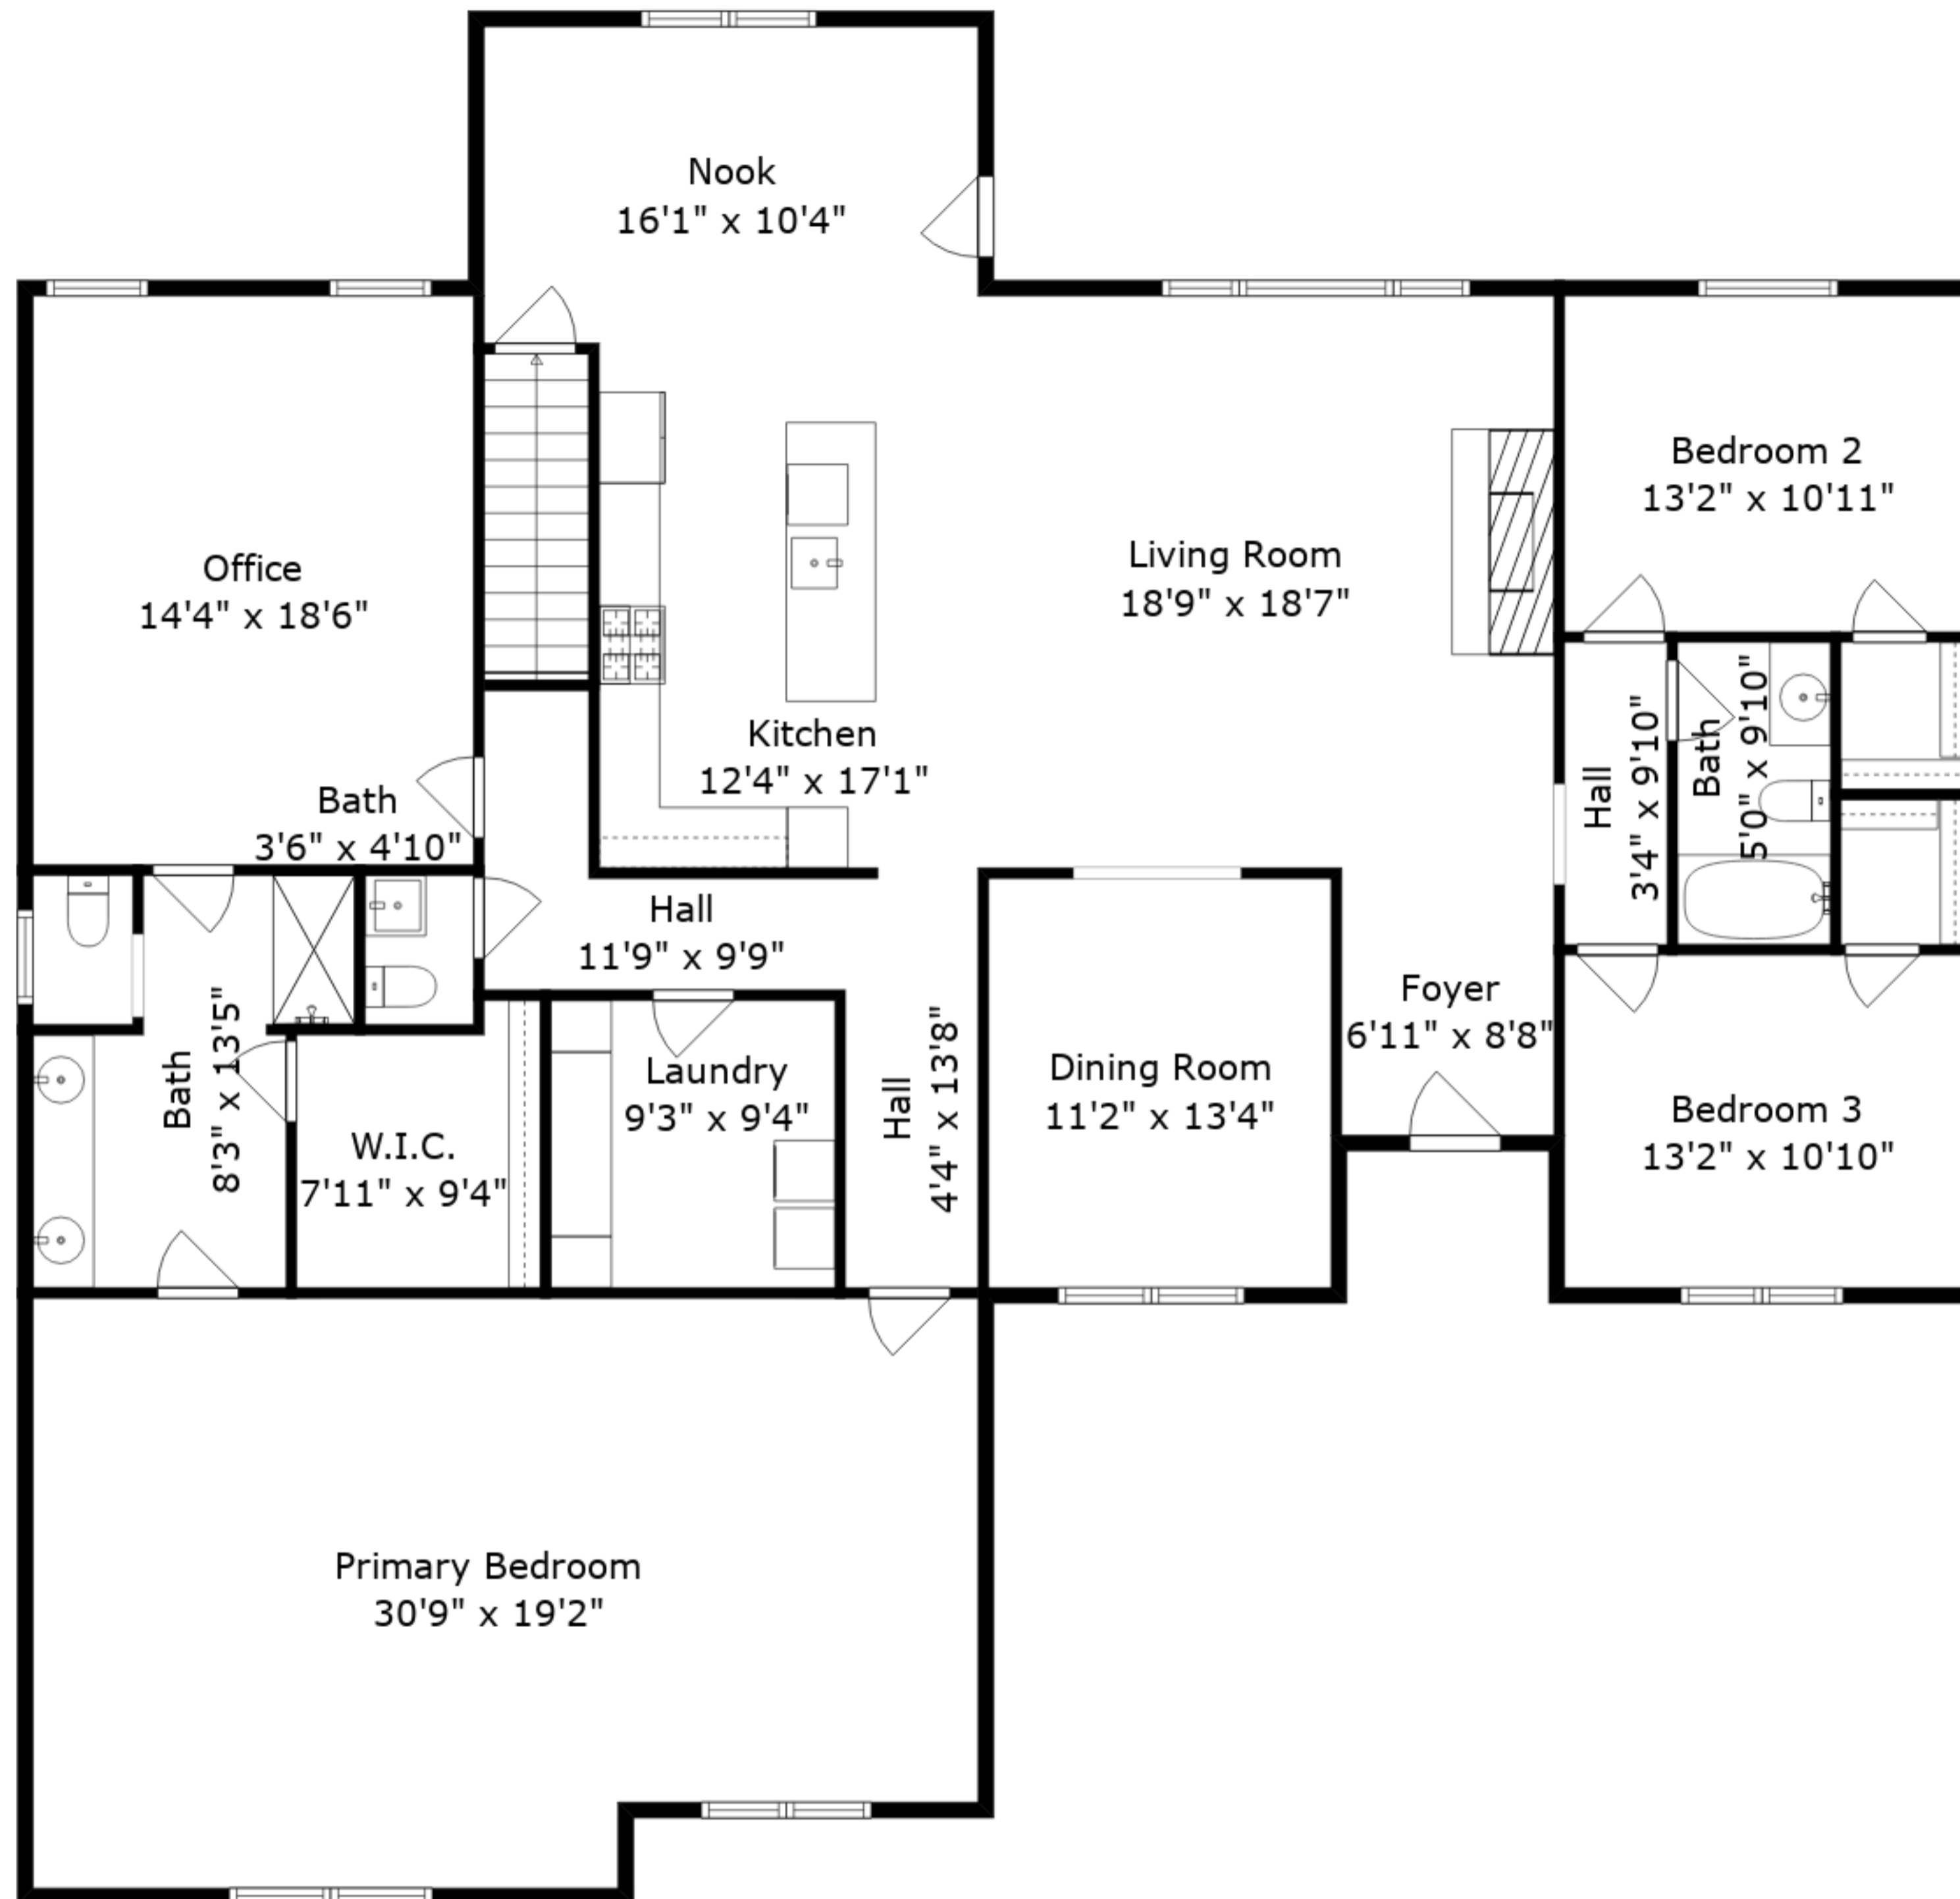 Nook
16'1" x 10'4"
Bedroom 2
13'2" x 10'11"
Living Room
18'9" x 18'7"
Office
14'4" x 18'6"
Kitchen
12'4" x 17'1"
Bath
3'6" x 4'10"
Hall
3'4" x 9'10"
Bath
5'0" x 9'10"
Hall
11'9" x 9'9"
Foyer
6'11" x 8'8"
Bath
8'3" x 13'5"
Laundry
9'3" x 9'4"
Hall
4'4" x 13'8"
Dining Room
11'2" x 13'4"
Bedroom 3
13'2" x 10'10"
W.I.C.
7'11" x 9'4"
Primary Bedroom
30'9" x 19'2"